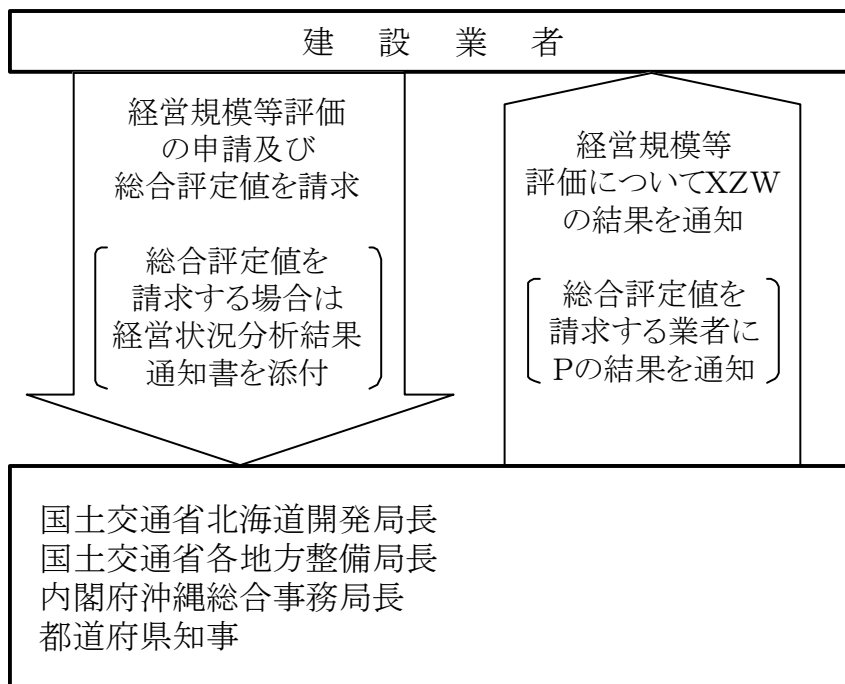 建 設 業 者
経営規模等評価
の申請及び
総合評定値を請求
総合評定値を
請求する場合は
経営状況分析結果
通知書を添付
経営規模等
評価についてXZW
の結果を通知
総合評定値を
請求する業者に
Pの結果を通知
国土交通省北海道開発局長
国土交通省各地方整備局長
内閣府沖縄総合事務局長
都道府県知事